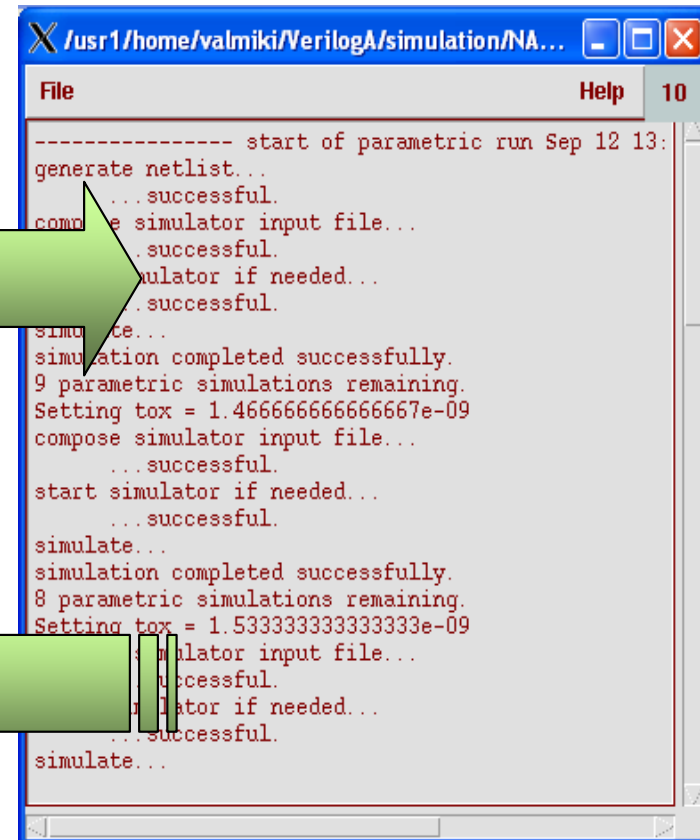 /usr1/home/valmiki/VerilogA/simulation/NA...
File Help 10
---------------- start of parametric run Sep 12 13:
generate netlist...
...successful.
simulator input file...
...successful.
if needed...
...successful.
simulation completed successfully.
9 parametric simulations remaining.
Setting tox = 1.466666666666667e-09
compose simulator input file...
...successful.
start simulator if needed...
...successful.
simulate...
simulation completed successfully.
8 parametric simulations remaining.
Setting tox = 1.533333333333333e-09
input file...
if needed...
...successful.
simulate...